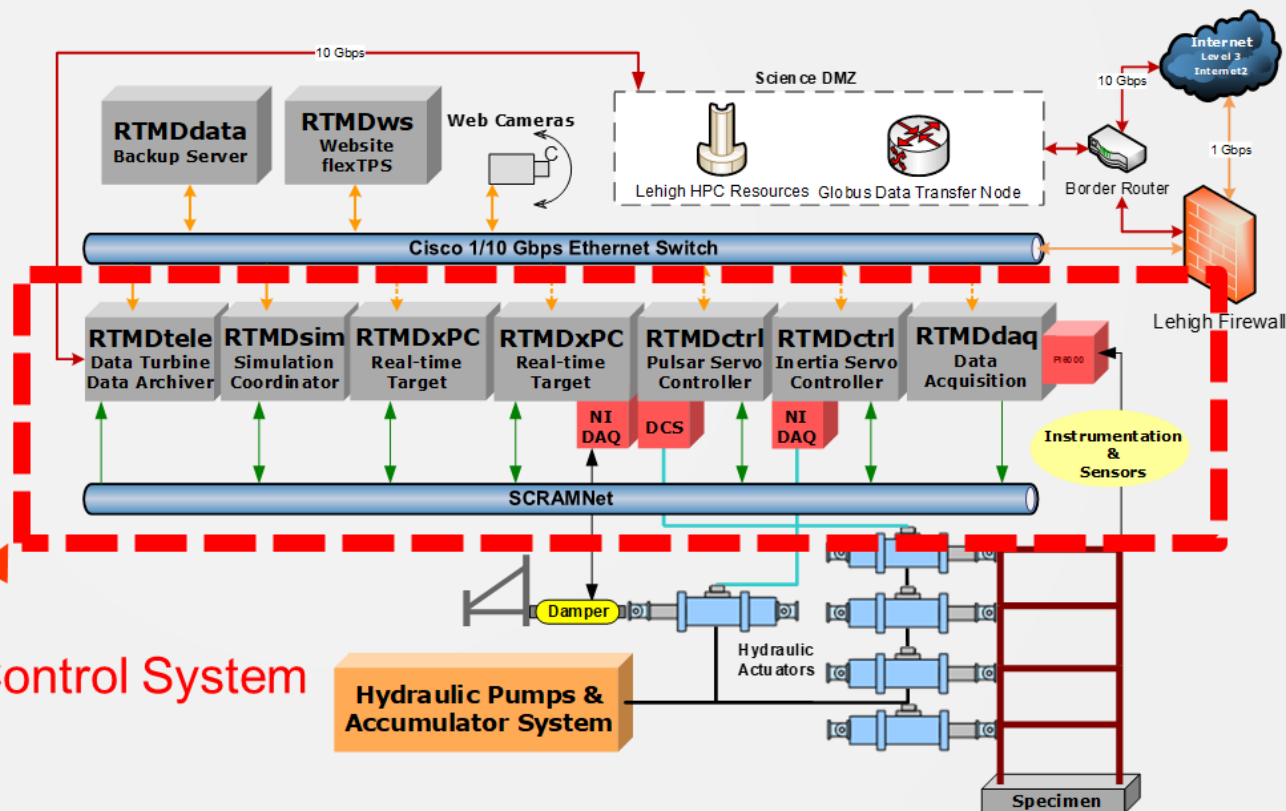 10 Gbps
Science DMZ
Internet
Level 3
Internet2
10 Gbps
1 Gbps
RTMDdata
Backup Server
RTMDws
Website
flexTPS
Web Cameras
C
Lehigh HPC Resources
Globus Data Transfer Node
Border Router
Cisco 1/10 Gbps Ethernet Switch
Lehigh Firewall
RTMDtele
Data Turbine
Data Archiver
RTMDsim
Simulation
Coordinator
RTMDxPC
Real-time
Target
RTMDxPC
Real-time
Target
RTMDctrl
Pulsar Servo
Controller
RTMDctrl
Inertia Servo
Controller
RTMDdaq
Data
Acquisition
PI6000
NI
DAQ
DCS
NI
DAQ
Instrumentation
&
Sensors
SCRAMNet
Damper
Hydraulic
Actuators
Control System
Hydraulic Pumps &
Accumulator System
Specimen